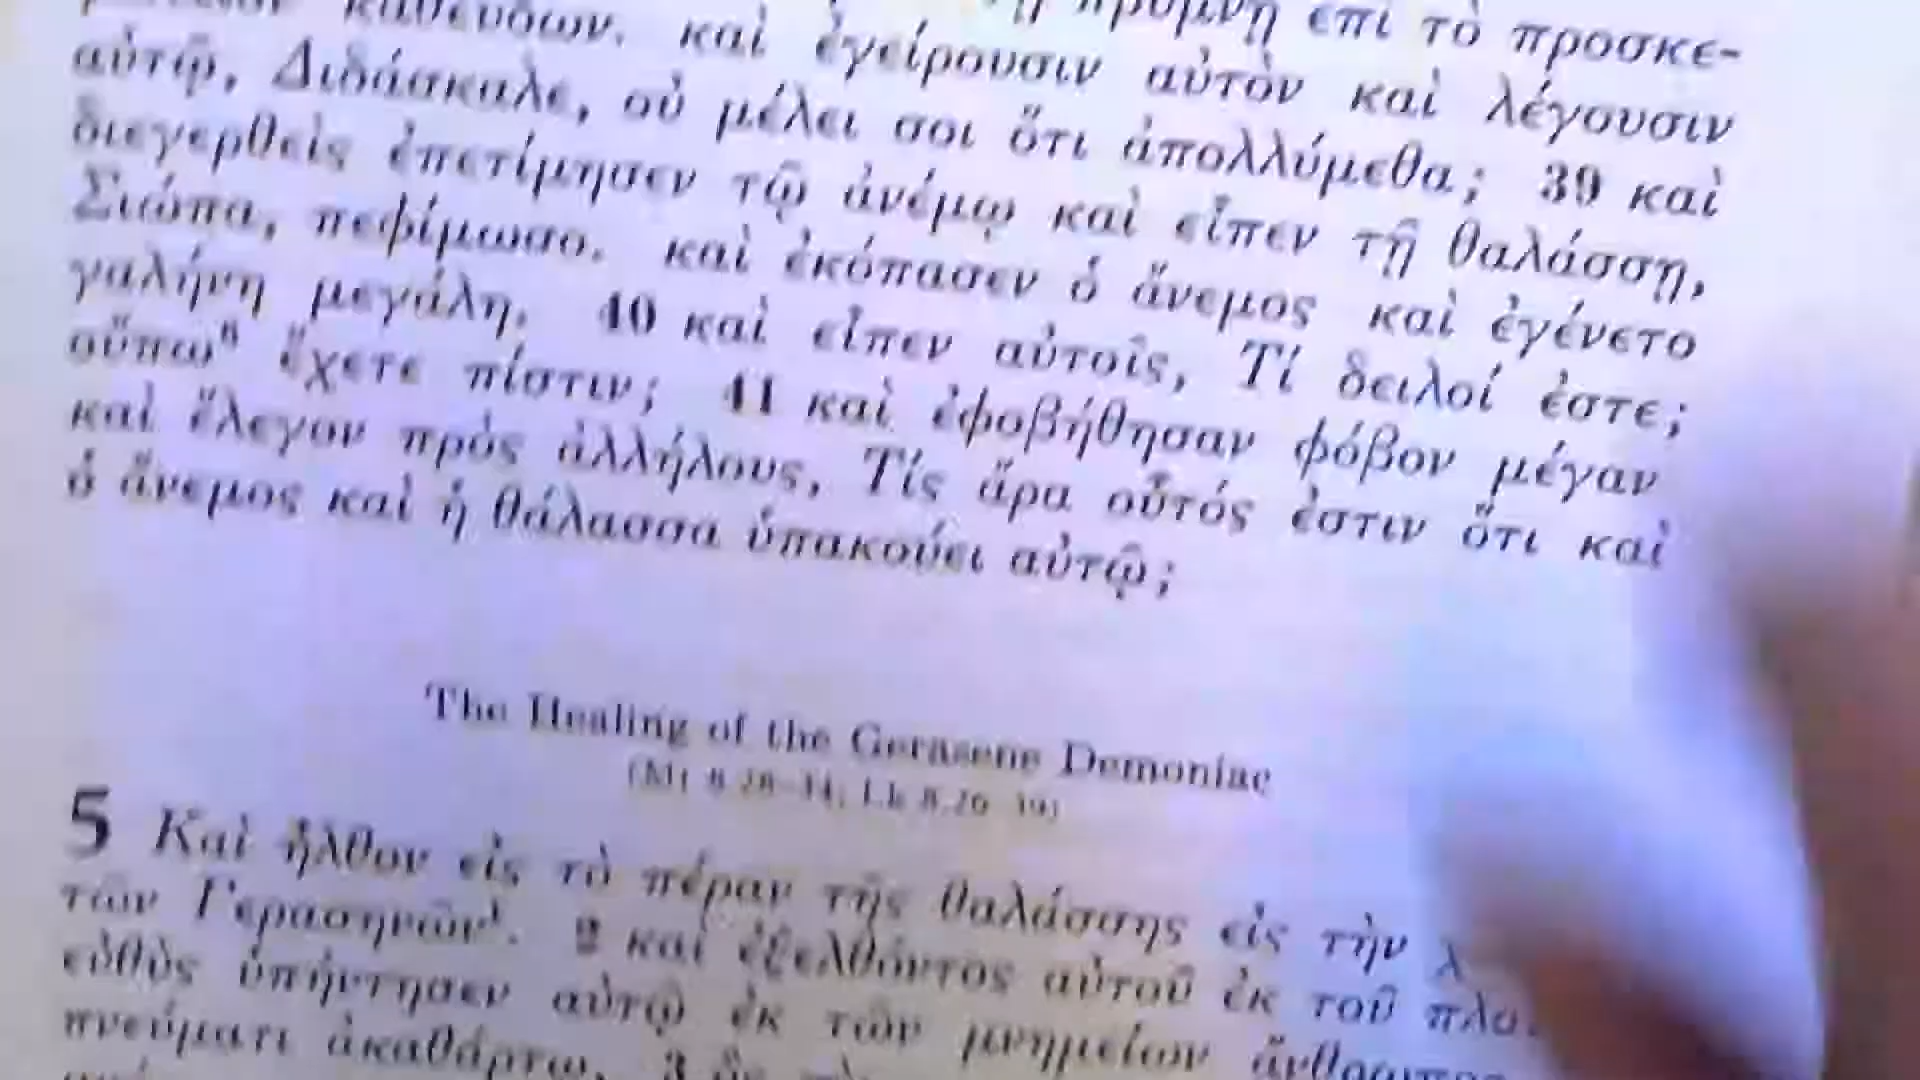 καθεύδων. καὶ ἐγείρουσιν αὐτὸν καὶ λέγουσιν
πρύμνῃ ἐπὶ τὸ προσκε-
αὐτῷ, Διδάσκαλε, οὐ μέλει σοι ὅτι ἀπολλύμεθα; 39 καὶ
διεγερθεὶς ἐπετίμησεν τῷ ἀνέμῳ καὶ εἶπεν τῇ θαλάσσῃ,
Σιώπα, πεφίμωσο. καὶ ἐκόπασεν ὁ ἄνεμος καὶ ἐγένετο
γαλήνη μεγάλη. 40 καὶ εἶπεν αὐτοῖς, Τί δειλοί ἐστε;
οὔπω⁶ ἔχετε πίστιν; 41 καὶ ἐφοβήθησαν φόβον μέγαν
καὶ ἔλεγον πρὸς ἀλλήλους, Τίς ἄρα οὗτός ἐστιν ὅτι καὶ
ὁ ἄνεμος καὶ ἡ θάλασσα ὑπακούει αὐτῷ;
The Healing of the Gerasene Demoniac
(Mt 8.28-34; Lk 8.26-39)
5 Καὶ ἦλθον εἰς τὸ πέραν τῆς θαλάσσης εἰς τὴν
τῶν Γερασηνῶν¹. 2 καὶ ἐξελθόντος αὐτοῦ ἐκ τοῦ
εὐθὺς ὑπήντησεν αὐτῷ ἐκ τῶν μνημείων ἄνθρωπος
πνεύματι ἀκαθάρτῳ, 3 ὃς